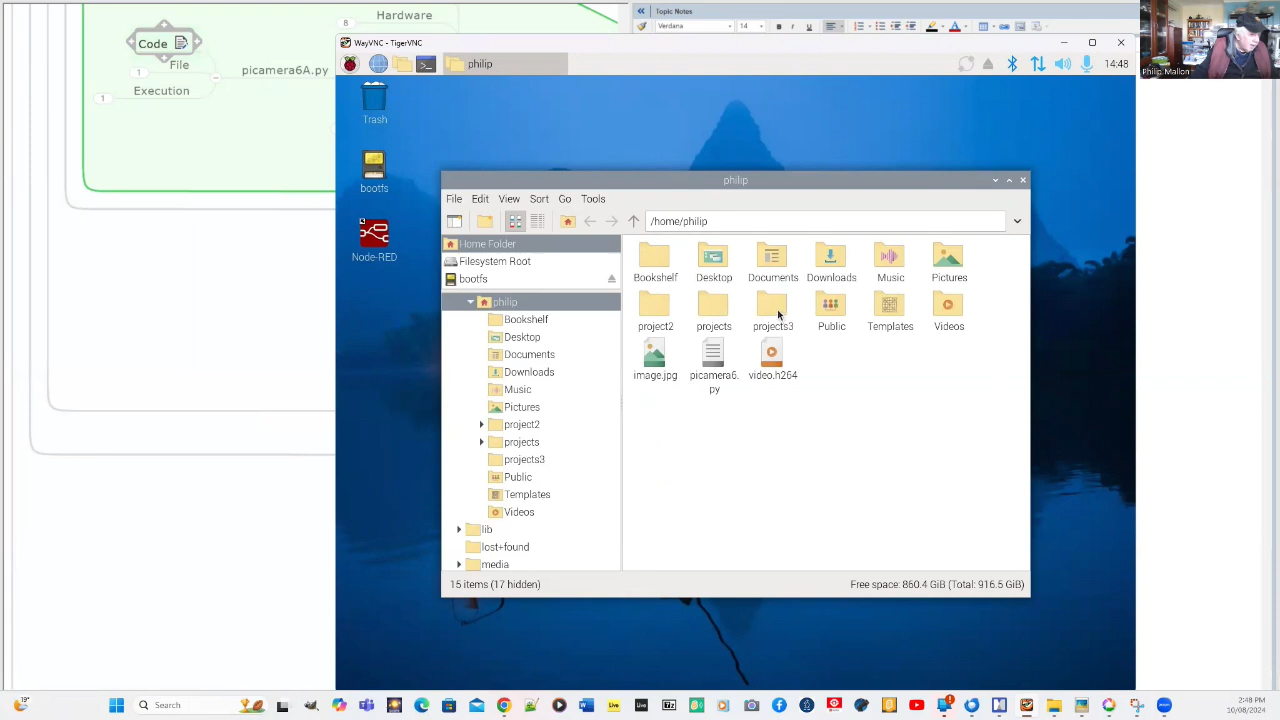 Topic Notes
Hardware
8
Verdana
14
Code
File
1
picamera6A.py
Execution
1
WayVNC - TigerVNC
Philip Mallon
philip
14:48
Trash
bootfs
Node-RED
philip
File Edit View Sort Go Tools
/home/philip
Home Folder
Filesystem Root
bootfs
philip
Bookshelf
Desktop
Documents
Downloads
Music
Pictures
project2
projects
projects3
Public
Templates
Videos
lib
lost+found
media
Bookshelf Desktop Documents Downloads Music Pictures
project2 projects projects3 Public Templates Videos
image.jpg picamera6. video.h264
py
15 items (17 hidden)
Free space: 860.4 GiB (Total: 916.5 GiB)
19°
Search
2:48 PM
10/08/2024